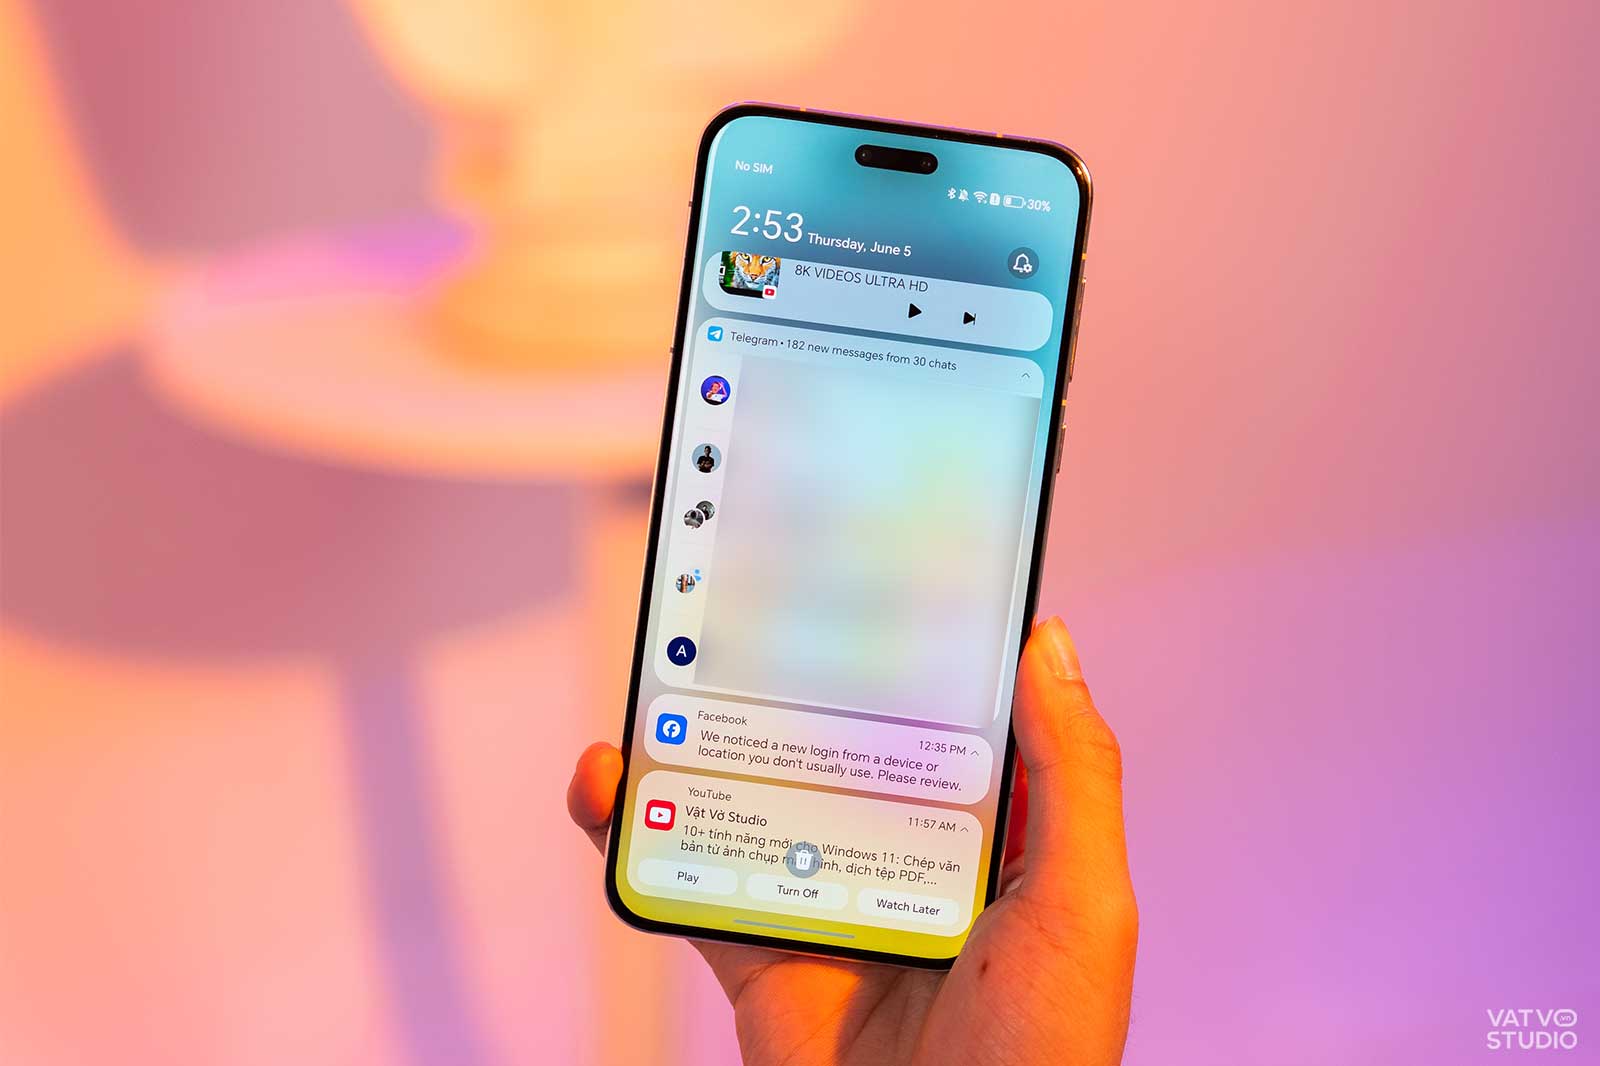 No SIM
30%
2:53 Thursday, June 5
8K VIDEOS ULTRA HD
Telegram • 182 new messages from 30 chats
A
Facebook
12:35 PM
We noticed a new login from a device or
location you don't usually use. Please review.
YouTube
Vật Vờ Studio
11:57 AM
10+ tính năng mới cho Windows 11: Chép văn
bản từ ảnh chụp hình, dịch tệp PDF,...
Play
Turn Off
Watch Later
VATVO.vn
STUDIO